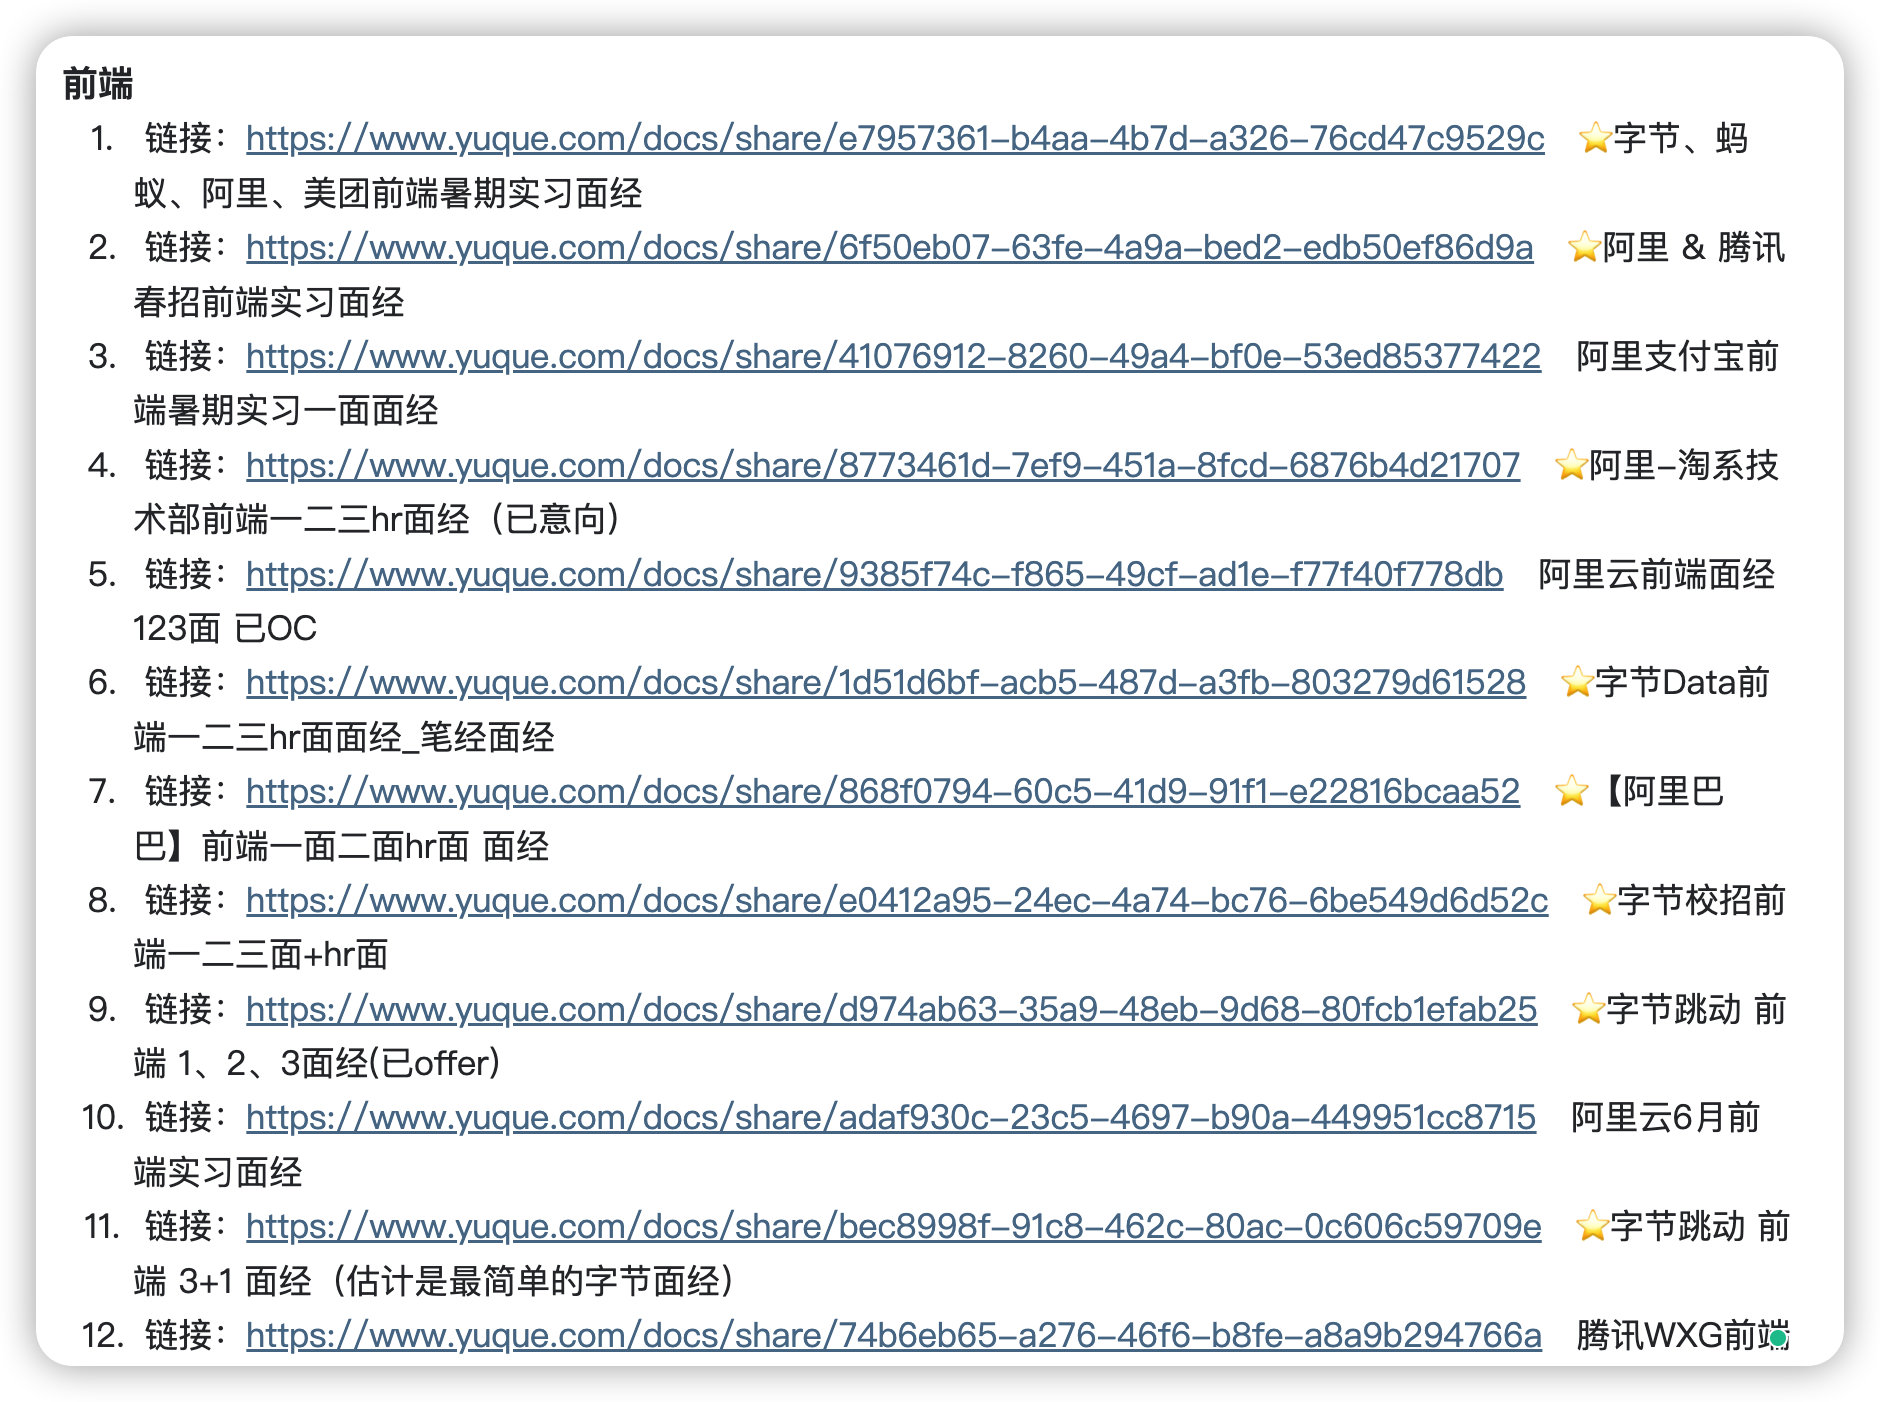 前端
1. 链接：https://www.yuque.com/docs/share/e7957361-b4aa-4b7d-a326-76cd47c9529c ⭐字节、蚂
蚁、阿里、美团前端暑期实习面经
2. 链接：https://www.yuque.com/docs/share/6f50eb07-63fe-4a9a-bed2-edb50ef86d9a ⭐阿里 & 腾讯
春招前端实习面经
3. 链接：https://www.yuque.com/docs/share/41076912-8260-49a4-bf0e-53ed85377422 阿里支付宝前
端暑期实习一面面经
4. 链接：https://www.yuque.com/docs/share/8773461d-7ef9-451a-8fcd-6876b4d21707 ⭐阿里-淘系技
术部前端一二三hr面经（已意向）
5. 链接：https://www.yuque.com/docs/share/9385f74c-f865-49cf-ad1e-f77f40f778db 阿里云前端面经
123面 已OC
6. 链接：https://www.yuque.com/docs/share/1d51d6bf-acb5-487d-a3fb-803279d61528 ⭐字节Data前
端一二三hr面面经_笔经面经
7. 链接：https://www.yuque.com/docs/share/868f0794-60c5-41d9-91f1-e22816bcaa52 ⭐【阿里巴
巴】前端一面二面hr面 面经
8. 链接：https://www.yuque.com/docs/share/e0412a95-24ec-4a74-bc76-6be549d6d52c ⭐字节校招前
端一二三面+hr面
9. 链接：https://www.yuque.com/docs/share/d974ab63-35a9-48eb-9d68-80fcb1efab25 ⭐字节跳动 前
端 1、2、3面经(已offer)
10. 链接：https://www.yuque.com/docs/share/adaf930c-23c5-4697-b90a-449951cc8715 阿里云6月前
端实习面经
11. 链接：https://www.yuque.com/docs/share/bec8998f-91c8-462c-80ac-0c606c59709e ⭐字节跳动 前
端 3+1 面经（估计是最简单的字节面经）
12. 链接：https://www.yuque.com/docs/share/74b6eb65-a276-46f6-b8fe-a8a9b294766a 腾讯WXG前端